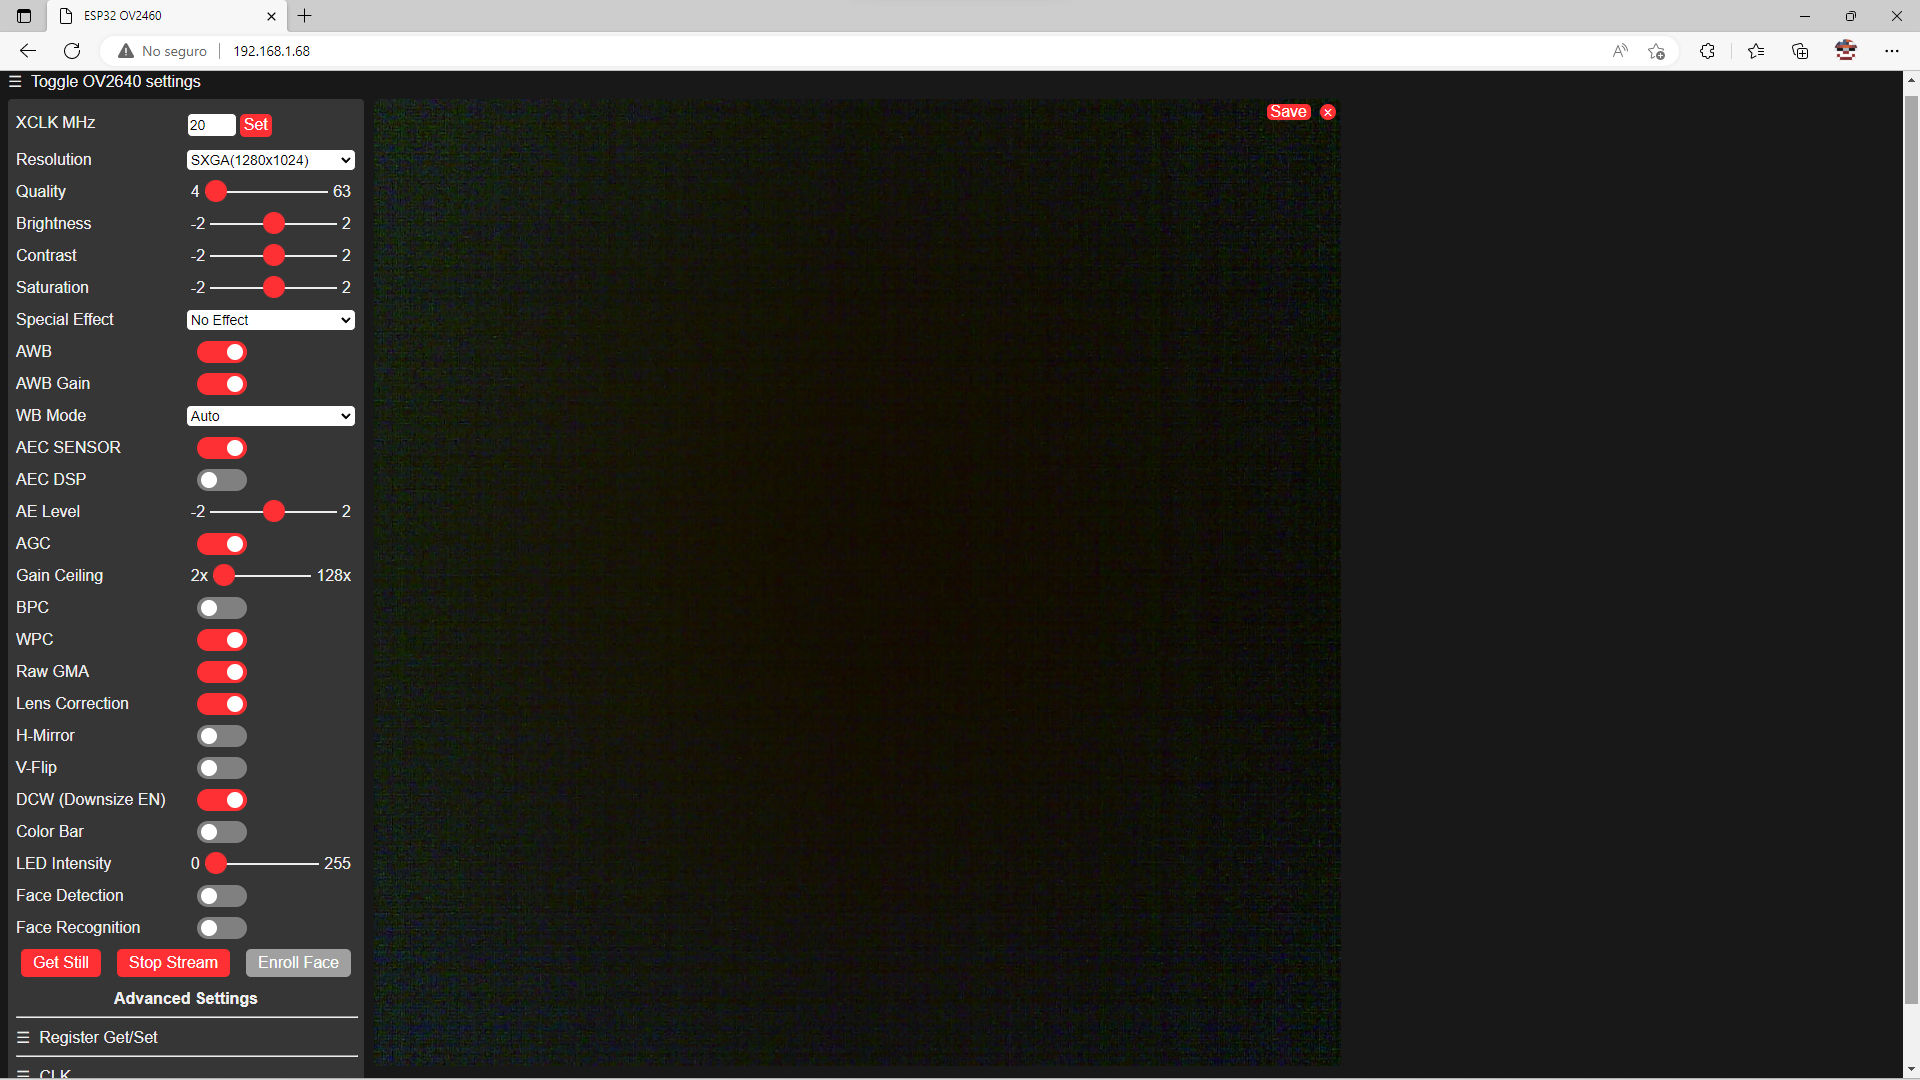 ESP32 OV2460
No seguro
192.168.1.68
Toggle OV2640 settings
Save
XCLK MHz 20 Set
Resolution SXGA(1280x1024)
Quality 4 63
Brightness -2 2
Contrast -2 2
Saturation -2 2
Special Effect No Effect
AWB
AWB Gain
WB Mode Auto
AEC SENSOR
AEC DSP
AE Level -2 2
AGC
Gain Ceiling 2x 128x
BPC
WPC
Raw GMA
Lens Correction
H-Mirror
V-Flip
DCW (Downsize EN)
Color Bar
LED Intensity 0 255
Face Detection
Face Recognition
Get Still Stop Stream Enroll Face
Advanced Settings
Register Get/Set
CLK